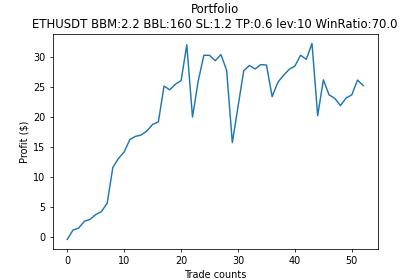 Portfolio
ETHUSDT BBM:2.2 BBL:160 SL:1.2 TP:0.6 lev:10 WinRatio:70.0
30
25
20
15
10
5
0
Profit ($)
0 10 20 30 40 50
Trade counts